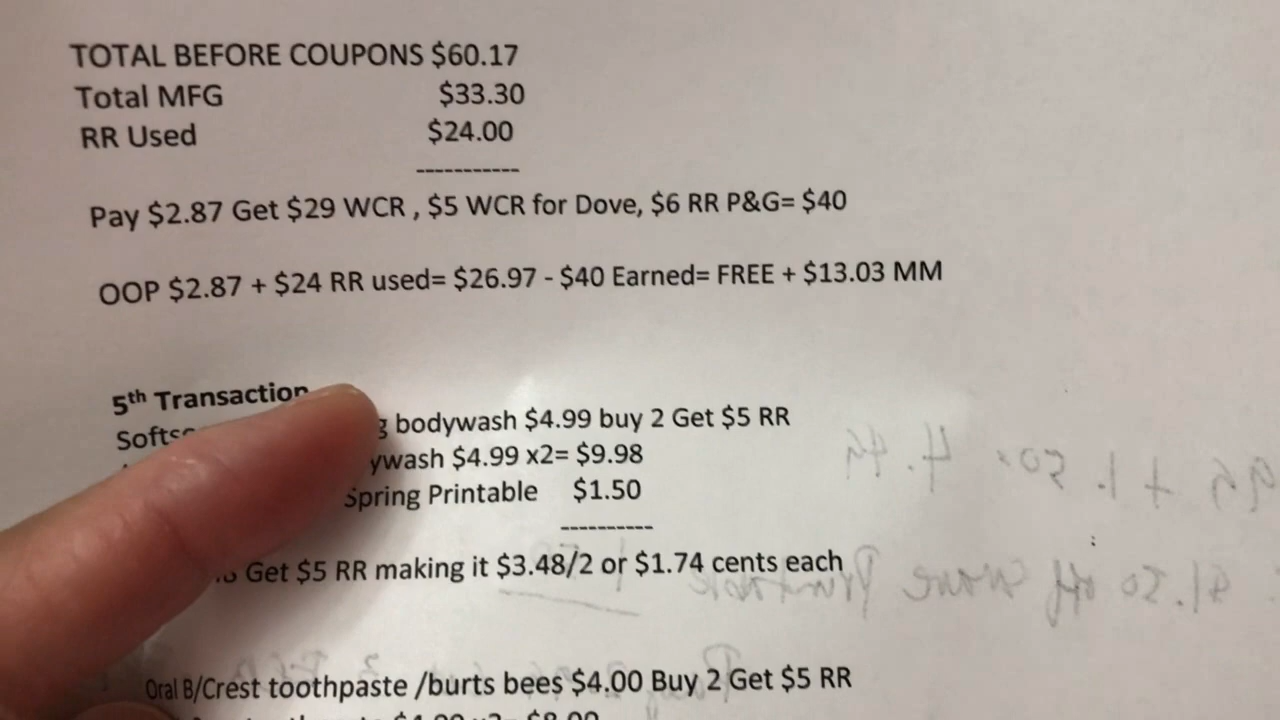 TOTAL BEFORE COUPONS $60.17
Total MFG $33.30
RR Used $24.00
-----------
Pay $2.87 Get $29 WCR , $5 WCR for Dove, $6 RR P&G= $40
OOP $2.87 + $24 RR used= $26.97 - $40 Earned= FREE + $13.03 MM
5th Transaction
bodywash $4.99 buy 2 Get $5 RR
$4.99 x2= $9.98
Spring Printable $1.50
----------
Get $5 RR making it $3.48/2 or $1.74 cents each
Oral B/Crest toothpaste /burts bees $4.00 Buy 2 Get $5 RR